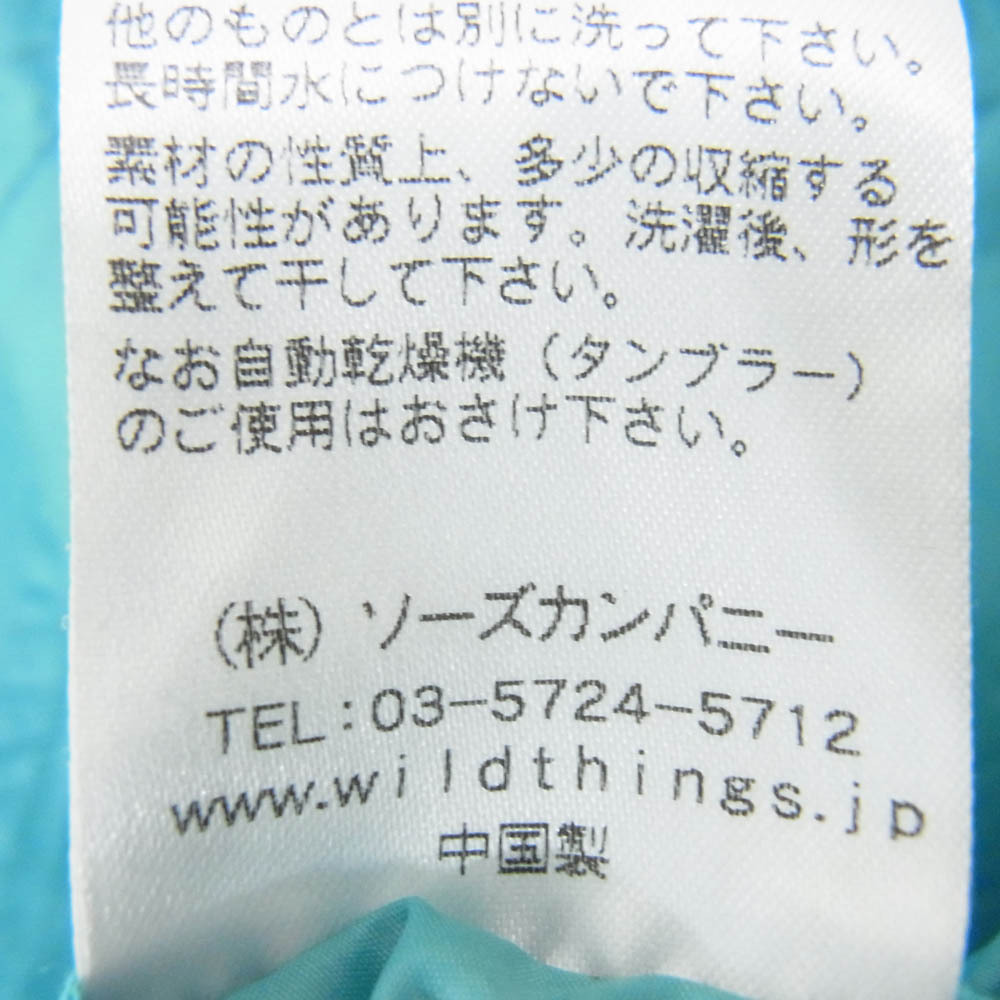 他のものとは別に洗って下さい。
長時間水につけないで下さい。
素材の性質上、多少の収縮する
可能性があります。洗濯後、形を
整えて干して下さい。
なお自動乾燥機（タンブラー）
のご使用はおさけ下さい。
（株）ソーズカンパニー
TEL：03−5724−5712
www.wildthings.jp
中国製